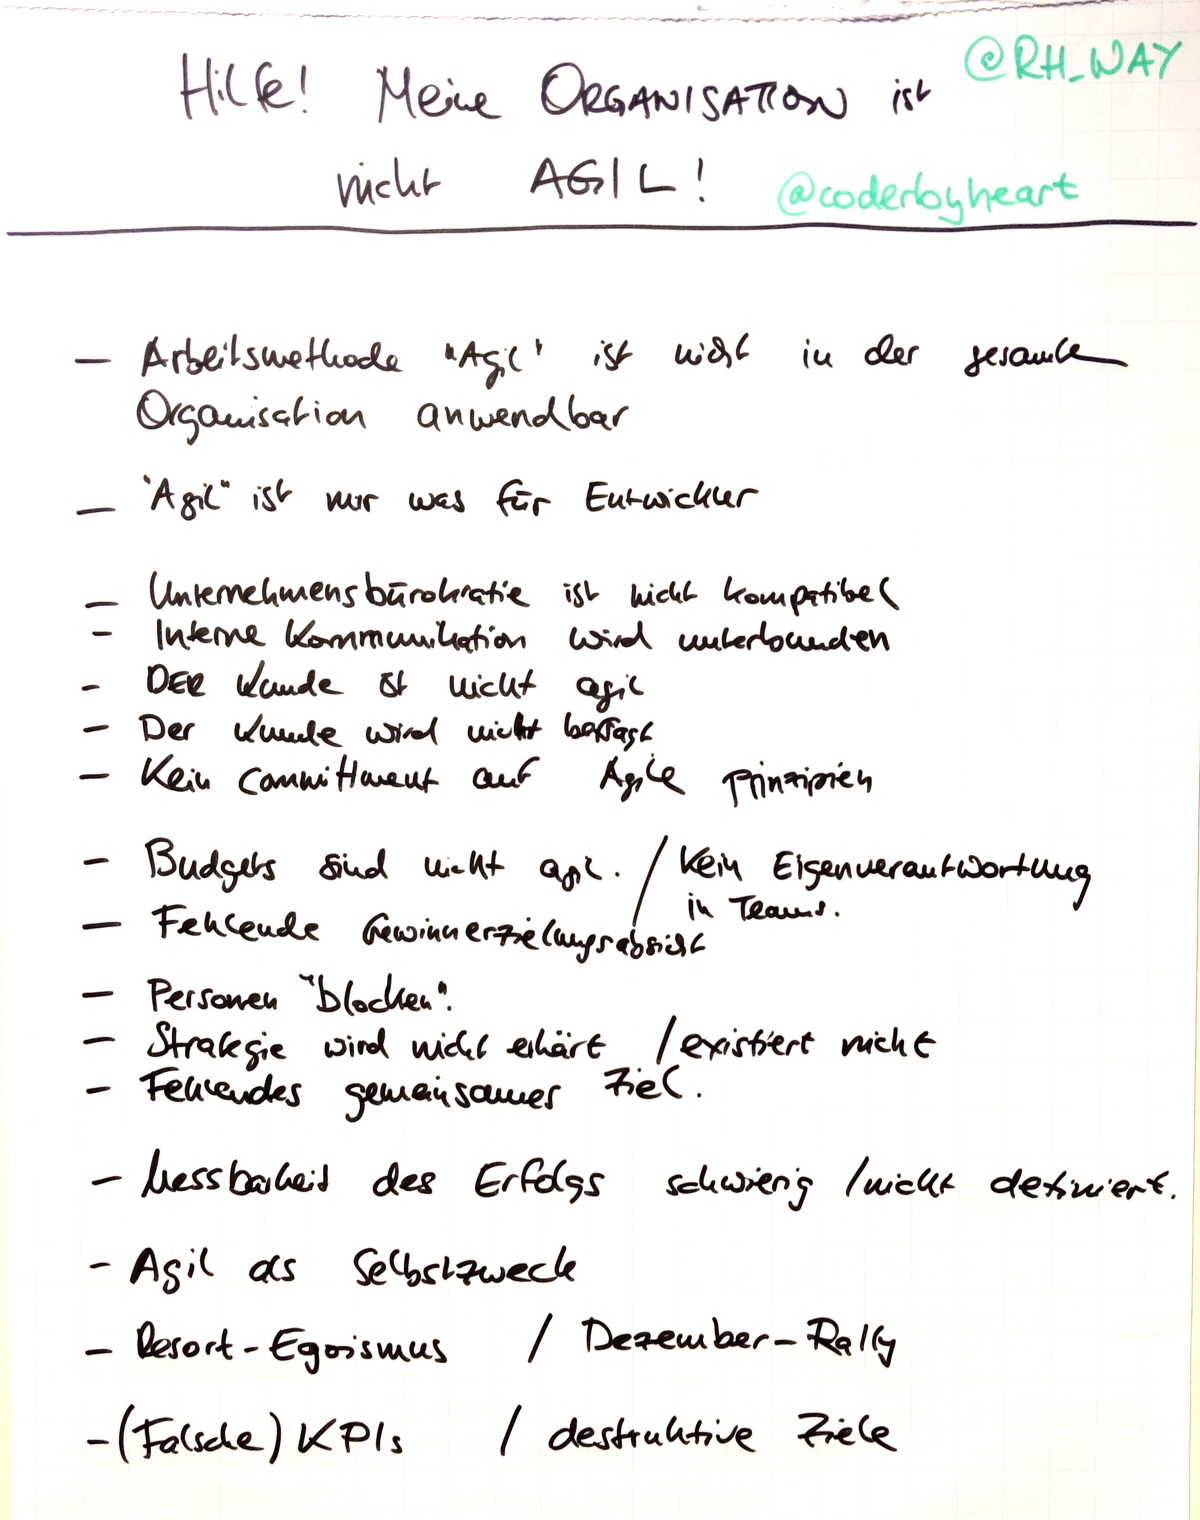 Hilfe! Meine ORGANISATION ist @RH_WAY
nicht AGIL! @coderbyheart
— Arbeitsmethode "Agil" ist nicht in der gesamte
Organisation anwendbar
— "Agil" ist nur was für Entwickler
— Unternehmensbürokratie ist nicht kompatibel
- Interne Kommunikation wird unterbunden
- DER Kunde ist nicht agil
- Der Kunde wird nicht befragt
- Kein Committment auf Agile Prinzipien
- Budgets sind nicht agil. / Kein Eigenverantwortung
in Teams.
- Fehlende Gewinnerzielungsabsicht
- Personen "blocken".
- Strategie wird nicht erklärt / existiert nicht
- Fehlendes gemeinsames Ziel.
- Messbarkeit des Erfolgs schwierig / nicht definiert.
- Agil als Selbstzweck
- Resort-Egoismus / Dezember-Rally
- (Falsche) KPIs / destruktive Ziele